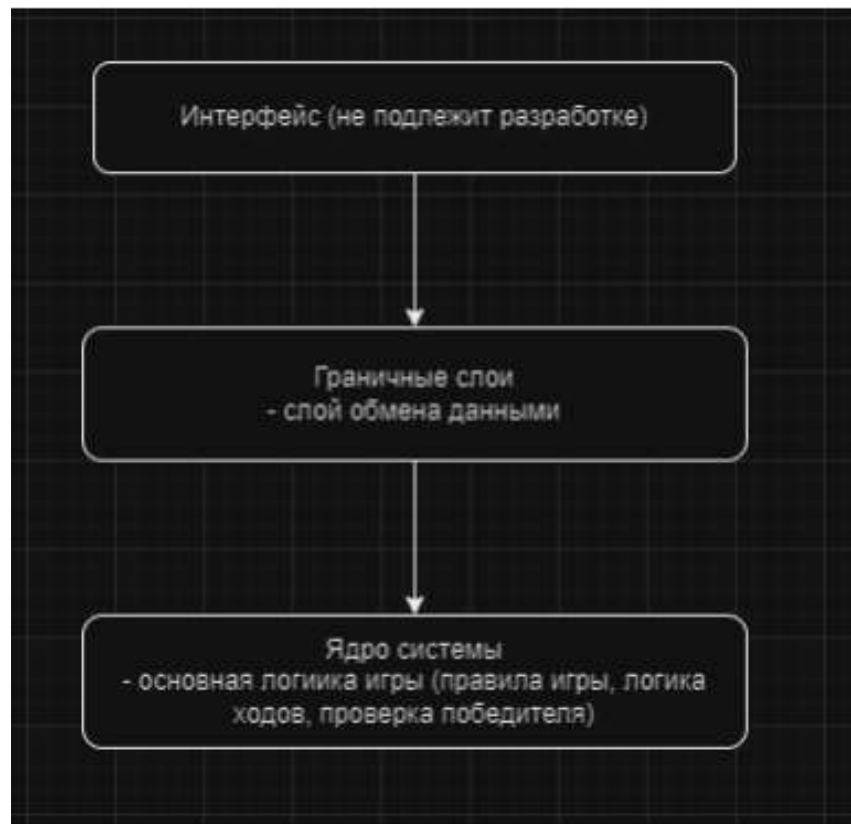 Интерфейс (не подлежит разработке)
Граничные слои
- слой обмена данными
Ядро системы
- основная логиика игры (правила игры, логика
ходов, проверка победителя)